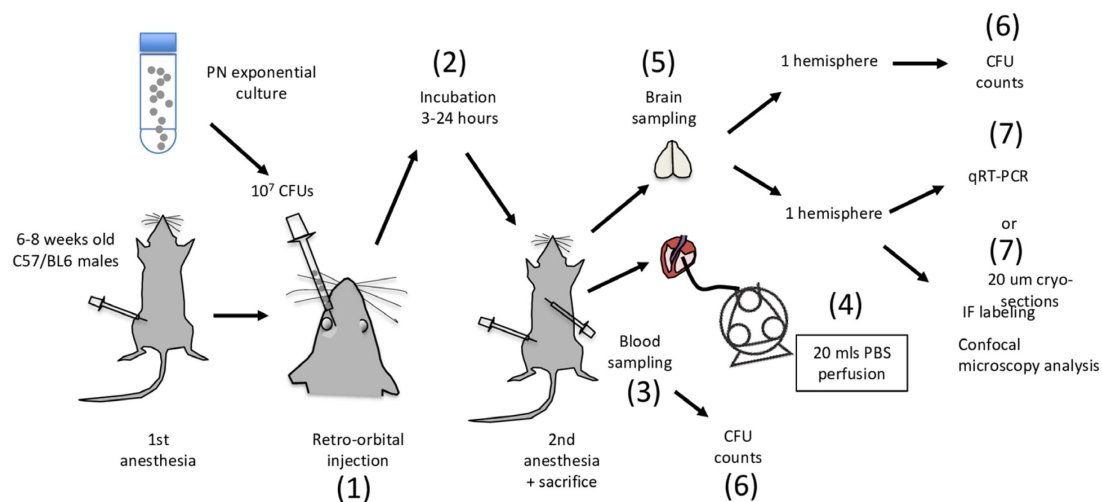 PN exponential
culture
10⁷ CFUs
6-8 weeks old
C57/BL6 males
1st
anesthesia
Retro-orbital
injection
(1)
(2)
Incubation
3-24 hours
2nd
anesthesia
+ sacrifice
Blood
sampling
(3)
CFU
counts
(6)
(4)
20 mls PBS
perfusion
(5)
Brain
sampling
1 hemisphere
(6)
CFU
counts
1 hemisphere
(7)
qRT-PCR
or
(7)
20 um cryo-
sections
IF labeling
Confocal
microscopy analysis